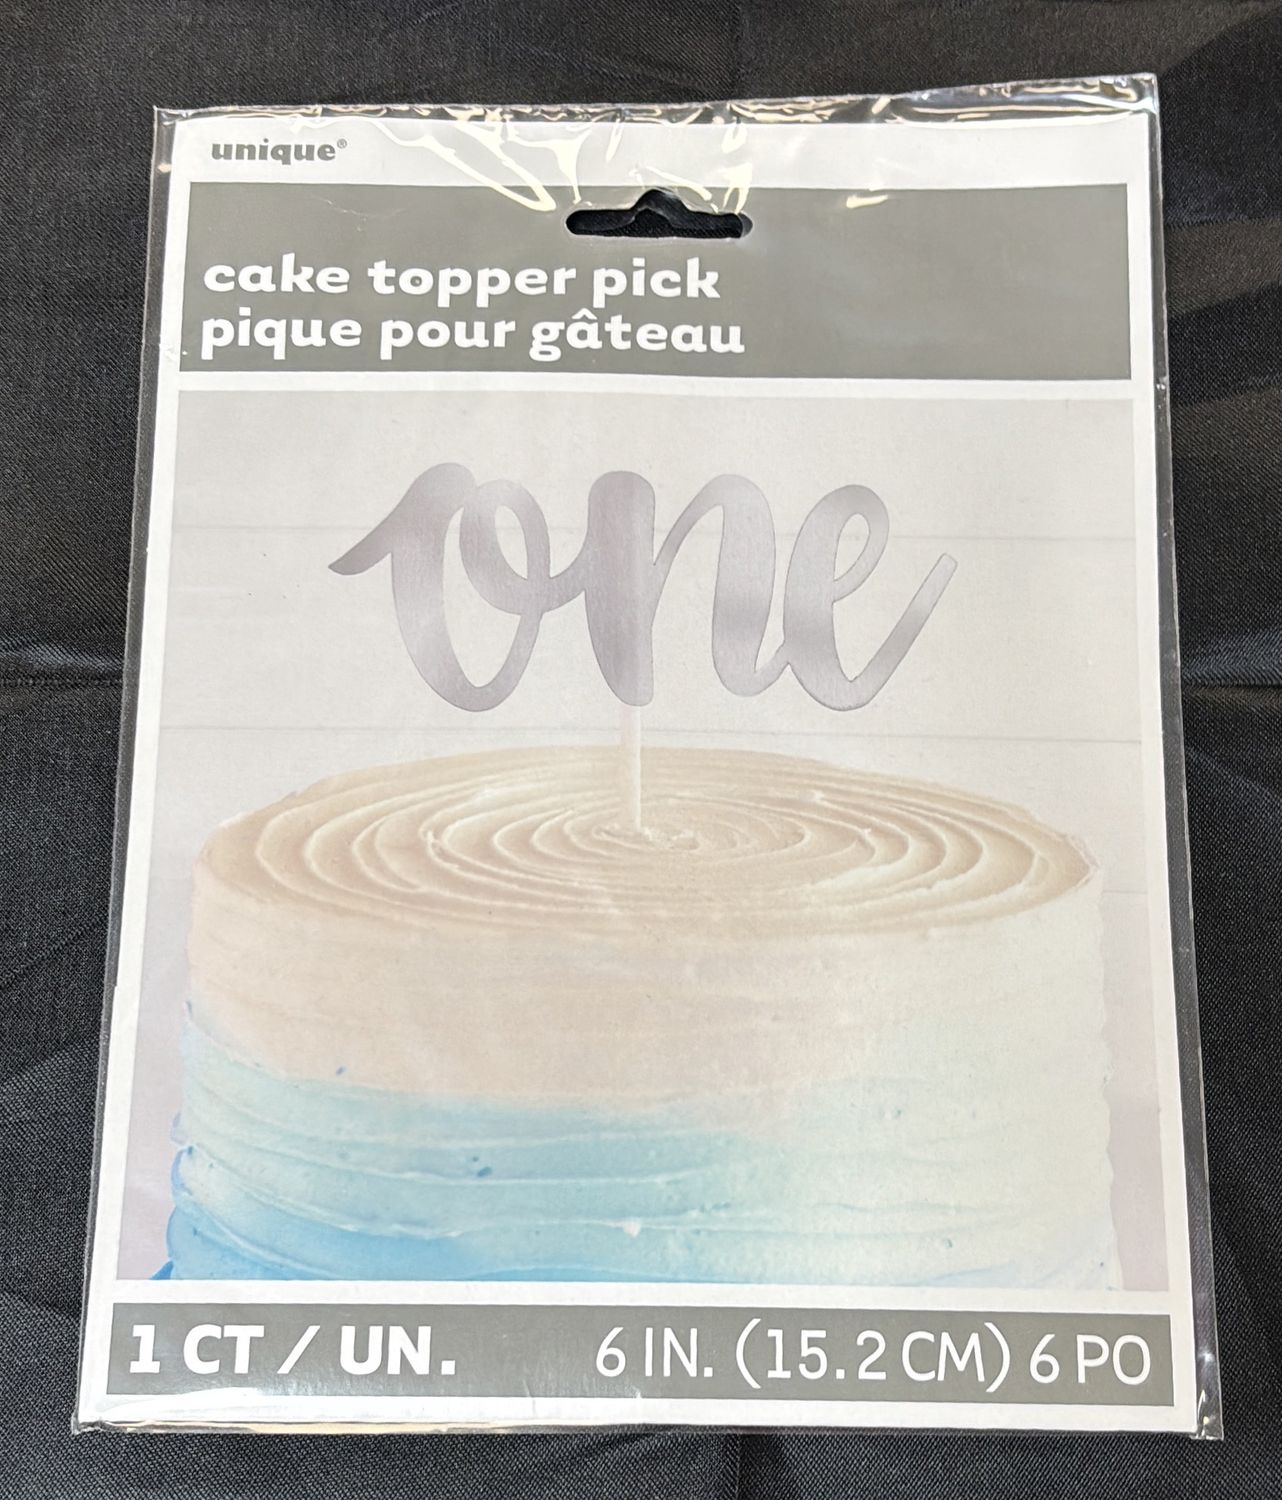 unique®
cake topper pick
pique pour gâteau
one
1 CT / UN.
6 IN. (15.2 CM) 6 PO